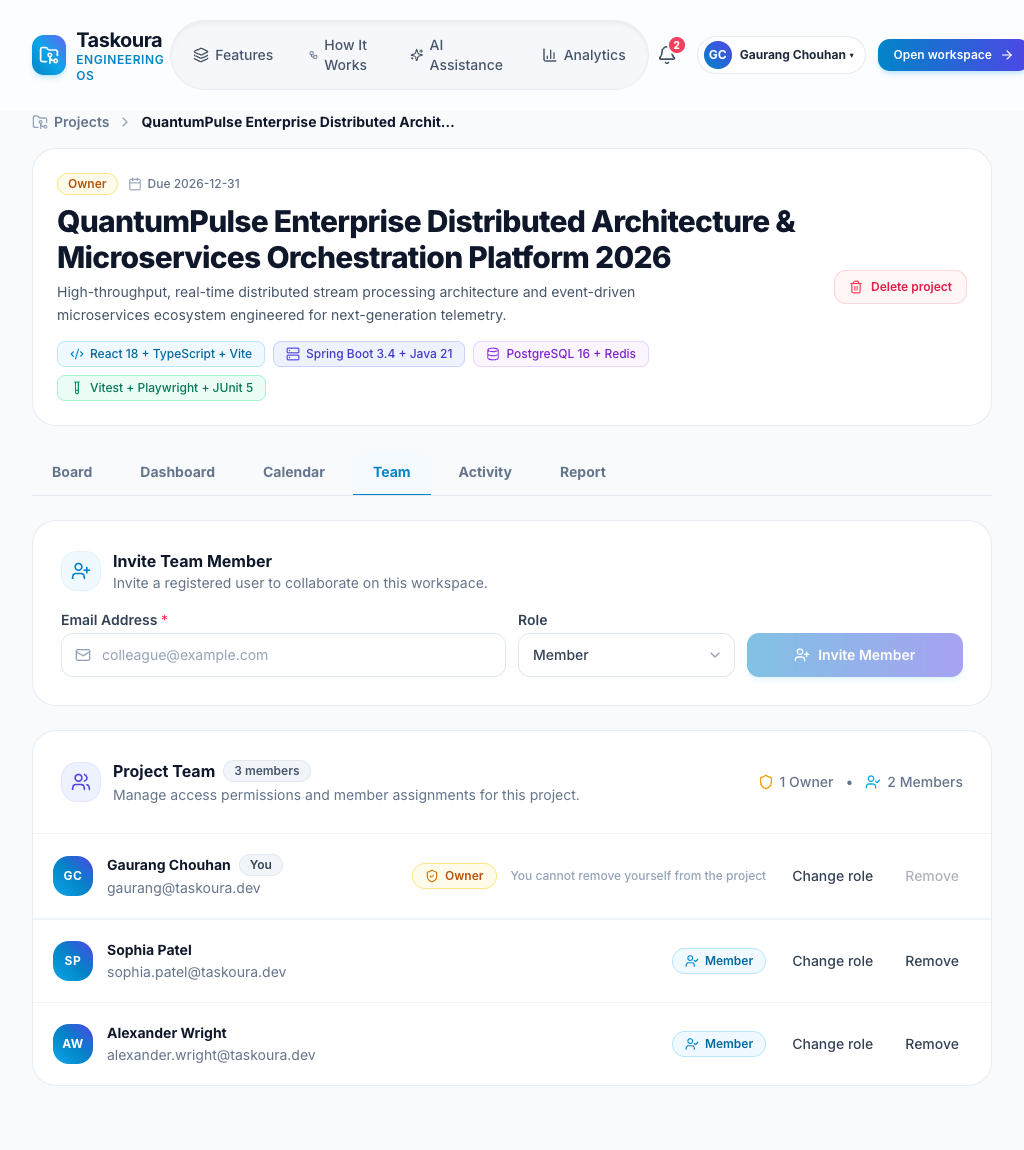 Taskoura
ENGINEERING OS
Features
How It Works
AI Assistance
Analytics
2
GC Gaurang Chouhan
Open workspace
Projects > QuantumPulse Enterprise Distributed Archit...
Owner Due 2026-12-31
QuantumPulse Enterprise Distributed Architecture &
Microservices Orchestration Platform 2026
High-throughput, real-time distributed stream processing architecture and event-driven
microservices ecosystem engineered for next-generation telemetry.
Delete project
React 18 + TypeScript + Vite
Spring Boot 3.4 + Java 21
PostgreSQL 16 + Redis
Vitest + Playwright + JUnit 5
Board Dashboard Calendar Team Activity Report
Invite Team Member
Invite a registered user to collaborate on this workspace.
Email Address * Role
colleague@example.com Member Invite Member
Project Team 3 members
Manage access permissions and member assignments for this project.
1 Owner • 2 Members
GC Gaurang Chouhan You
gaurang@taskoura.dev
Owner You cannot remove yourself from the project Change role Remove
SP Sophia Patel
sophia.patel@taskoura.dev
Member Change role Remove
AW Alexander Wright
alexander.wright@taskoura.dev
Member Change role Remove